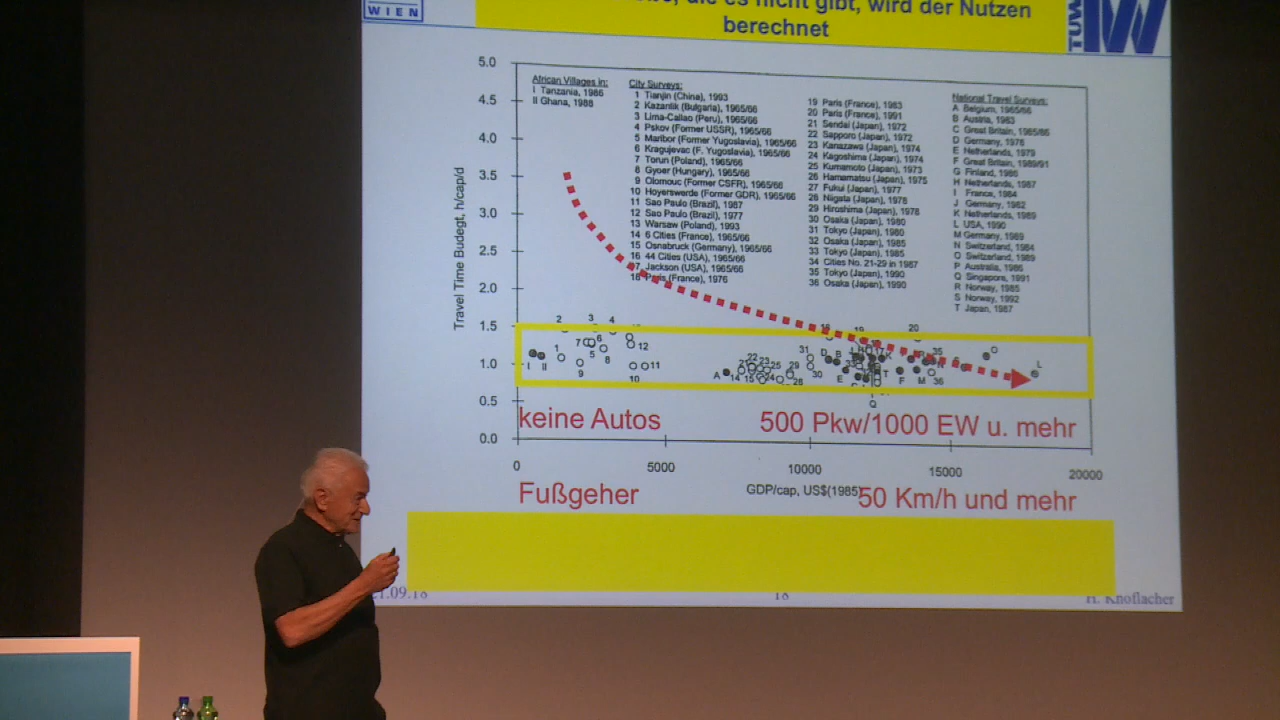 WIEN
die es nicht gibt, wird der Nutzen
berechnet
TUW
IVV
5.0
4.5
4.0
3.5
3.0
2.5
2.0
1.5
1.0
0.5
0.0
Travel Time Budegt, h/cap/d
African Villages in:
I Tanzania, 1986
II Ghana, 1988
City Surveys:
1 Tianjin (China), 1993
2 Kazanlik (Bulgaria), 1965/66
3 Lima-Callao (Peru), 1965/66
4 Pskov (Former USSR), 1965/66
5 Maribor (Former Yugoslavia), 1965/66
6 Kragujevac (F. Yugoslavia), 1965/66
7 Torun (Poland), 1965/66
8 Gyoer (Hungary), 1965/66
9 Olomouc (Former CSFR), 1965/66
10 Hoyerswerde (Former GDR), 1965/66
11 Sao Paulo (Brazil), 1987
12 Sao Paulo (Brazil), 1977
13 Warsaw (Poland), 1993
14 6 Cities (France), 1965/66
15 Osnabruck (Germany), 1965/66
16 44 Cities (USA), 1965/66
17 Jackson (USA), 1965/66
18 Paris (France), 1976
19 Paris (France), 1983
20 Paris (France), 1991
21 Sendai (Japan), 1972
22 Sapporo (Japan), 1972
23 Kanazawa (Japan), 1974
24 Kagoshima (Japan), 1974
25 Kumamoto (Japan), 1973
26 Hamamatsu (Japan), 1975
27 Fukui (Japan), 1977
28 Niigata (Japan), 1978
29 Hiroshima (Japan), 1978
30 Osaka (Japan), 1980
31 Tokyo (Japan), 1980
32 Osaka (Japan), 1985
33 Tokyo (Japan), 1985
34 Cities No. 21-29 in 1987
35 Tokyo (Japan), 1990
36 Osaka (Japan), 1990
National Travel Surveys:
A Belgium, 1965/66
B Austria, 1983
C Great Britain, 1985/86
D Germany, 1976
E Netherlands, 1979
F Great Britain, 1989/91
G Finland, 1986
H Netherlands, 1987
I France, 1984
J Germany, 1982
K Netherlands, 1989
L USA, 1990
M Germany, 1989
N Switzerland, 1984
O Switzerland, 1989
P Australia, 1986
Q Singapore, 1991
R Norway, 1985
S Norway, 1992
T Japan, 1987
keine Autos
500 Pkw/1000 EW u. mehr
0
5000
10000
15000
20000
GDP/cap, US$(1985)
Fußgeher
50 Km/h und mehr
21.09.18
18
H. Knoflacher